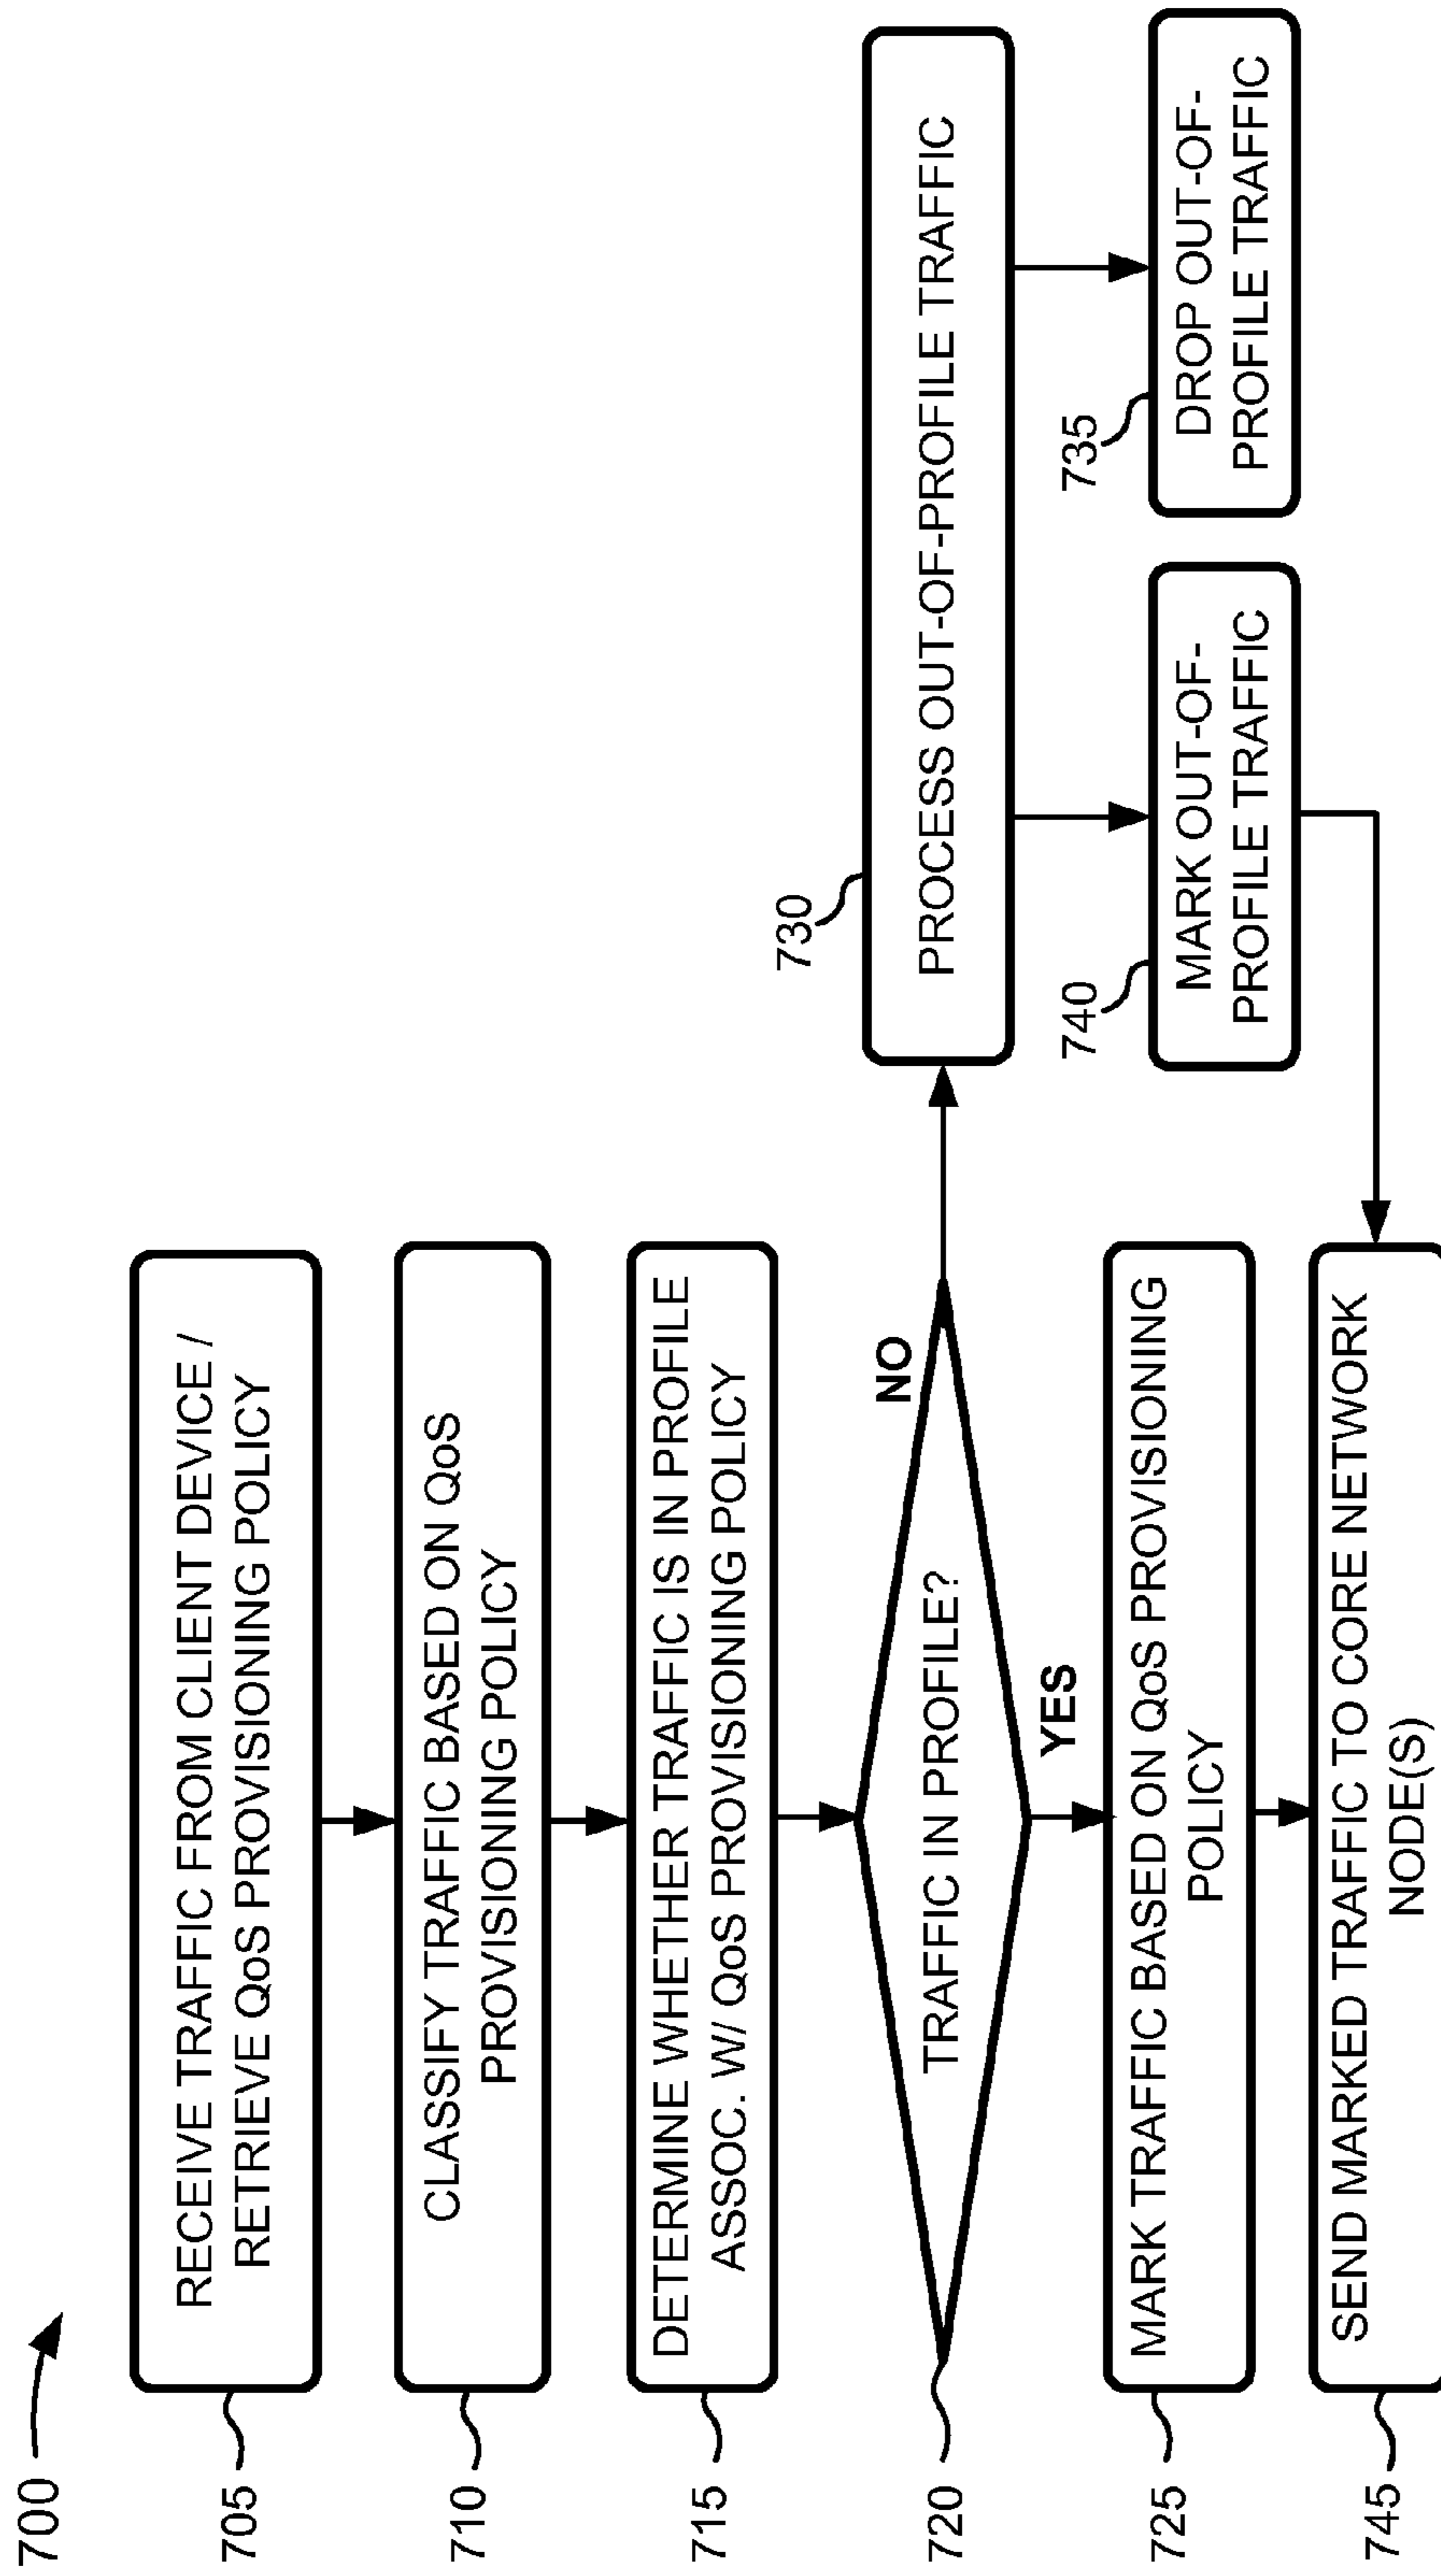 700
705
RECEIVE TRAFFIC FROM CLIENT DEVICE /
RETRIEVE QoS PROVISIONING POLICY
710
CLASSIFY TRAFFIC BASED ON QoS
PROVISIONING POLICY
715
DETERMINE WHETHER TRAFFIC IS IN PROFILE
ASSOC. W/ QoS PROVISIONING POLICY
720
TRAFFIC IN PROFILE?
NO
YES
730
PROCESS OUT-OF-PROFILE TRAFFIC
725
MARK TRAFFIC BASED ON QoS PROVISIONING
POLICY
740
MARK OUT-OF-
PROFILE TRAFFIC
735
DROP OUT-OF-
PROFILE TRAFFIC
745
SEND MARKED TRAFFIC TO CORE NETWORK
NODE(S)